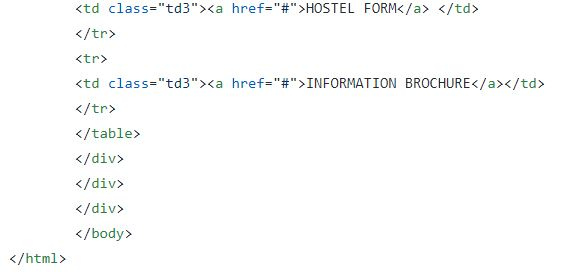 <td class="td3"><a href="#">HOSTEL FORM</a> </td>
</tr>
<tr>
<td class="td3"><a href="#">INFORMATION BROCHURE</a></td>
</tr>
</table>
</div>
</div>
</div>
</body>
</html>